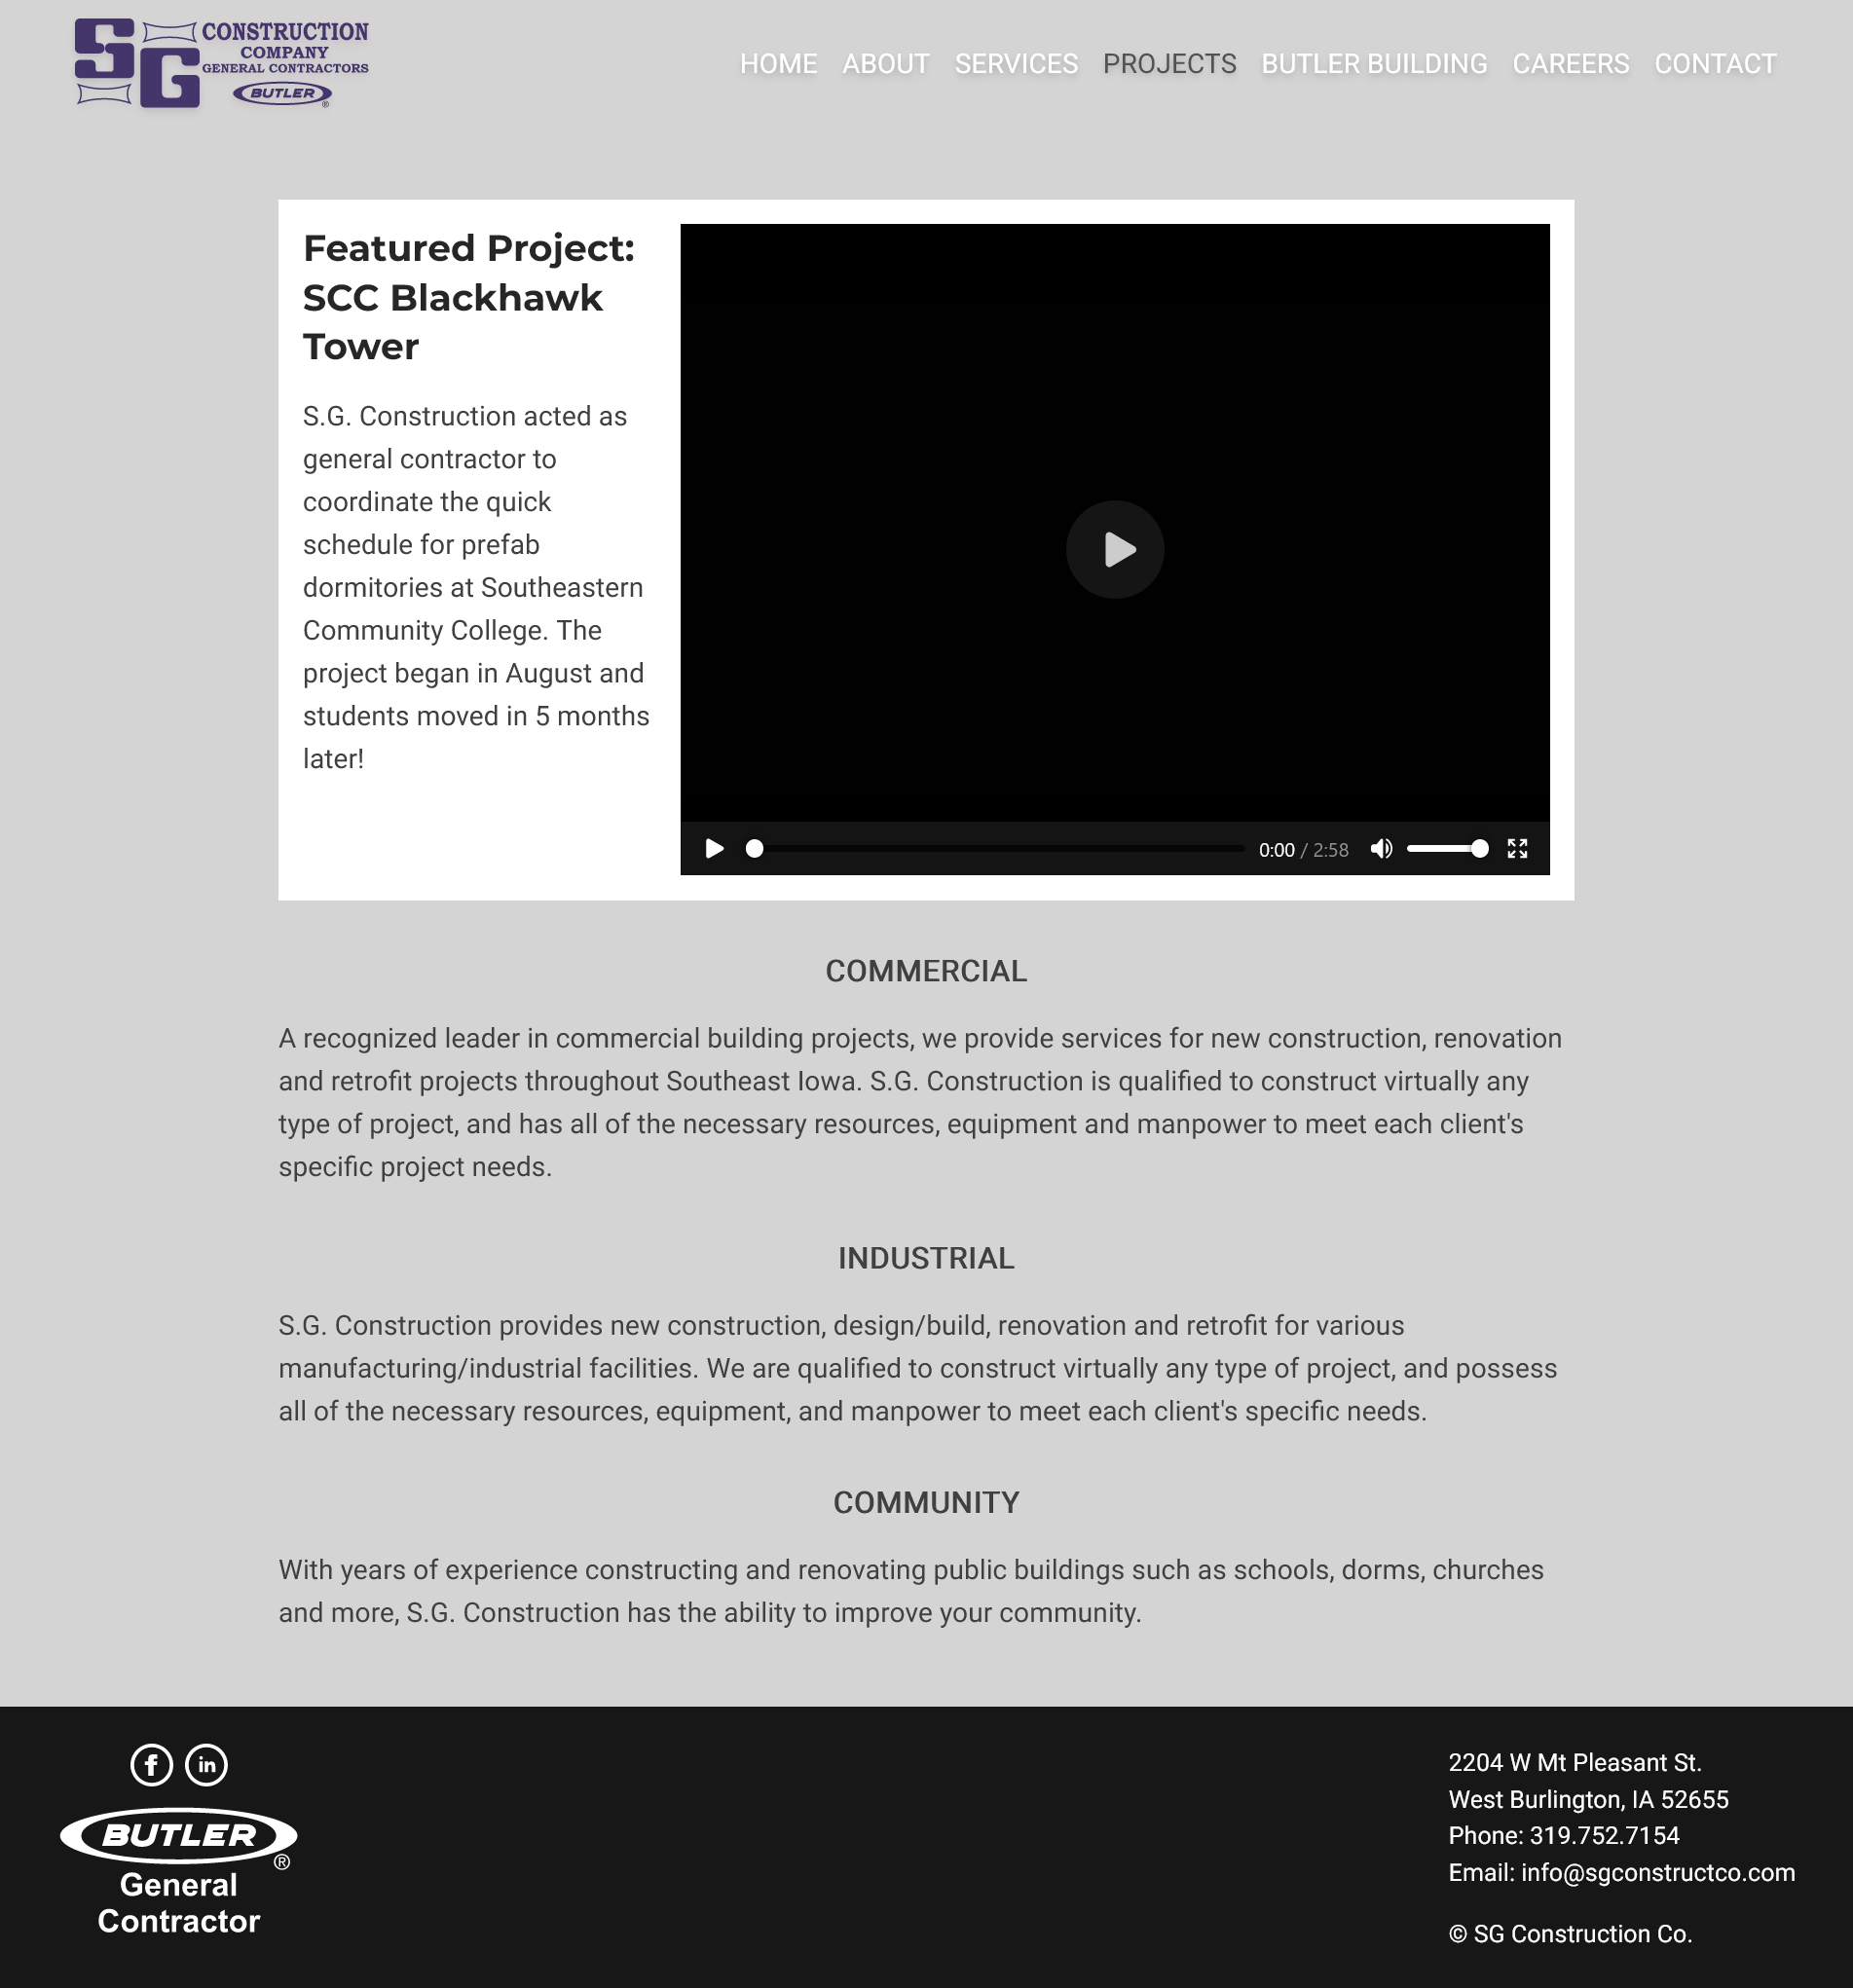 SG
CONSTRUCTION
COMPANY
GENERAL CONTRACTORS
BUTLER ®
HOME ABOUT SERVICES PROJECTS BUTLER BUILDING CAREERS CONTACT
Featured Project:
SCC Blackhawk
Tower
S.G. Construction acted as
general contractor to
coordinate the quick
schedule for prefab
dormitories at Southeastern
Community College. The
project began in August and
students moved in 5 months
later!
0:00 / 2:58
COMMERCIAL
A recognized leader in commercial building projects, we provide services for new construction, renovation
and retrofit projects throughout Southeast Iowa. S.G. Construction is qualified to construct virtually any
type of project, and has all of the necessary resources, equipment and manpower to meet each client's
specific project needs.
INDUSTRIAL
S.G. Construction provides new construction, design/build, renovation and retrofit for various
manufacturing/industrial facilities. We are qualified to construct virtually any type of project, and possess
all of the necessary resources, equipment, and manpower to meet each client's specific needs.
COMMUNITY
With years of experience constructing and renovating public buildings such as schools, dorms, churches
and more, S.G. Construction has the ability to improve your community.
f in
BUTLER ®
General
Contractor
2204 W Mt Pleasant St.
West Burlington, IA 52655
Phone: 319.752.7154
Email: info@sgconstructco.com
© SG Construction Co.